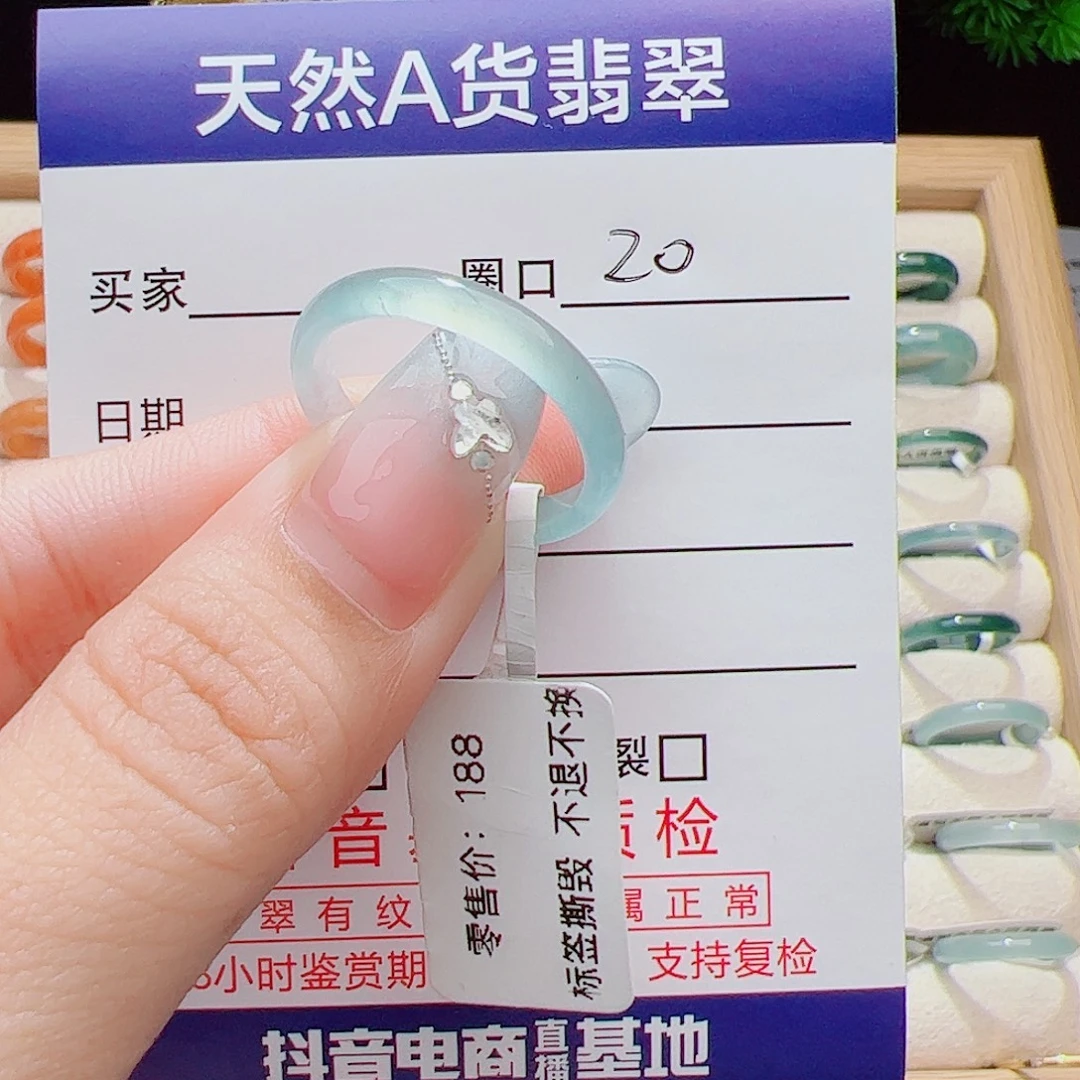 天然A货翡翠
买家
圈口 20
日期
零售价：188
标签撕毁 不退不换
音
质检
翠有纹
属正常
小时鉴赏期
支持复检
抖音电商直播基地